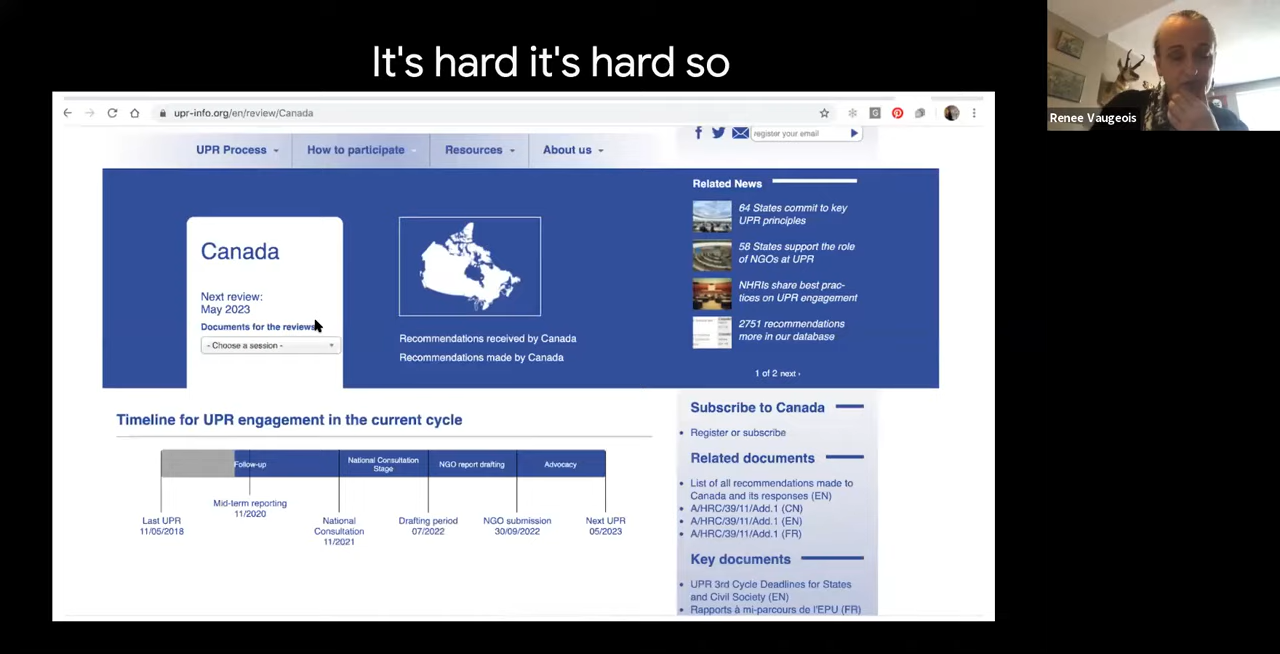 It's hard it's hard so
Renee Vaugeois
upr-info.org/en/review/Canada
register your email
UPR Process
How to participate
Resources
About us
Canada
Next review:
May 2023
Documents for the reviews
- Choose a session -
Recommendations received by Canada
Recommendations made by Canada
Related News
64 States commit to key
UPR principles
58 States support the role
of NGOs at UPR
NHRIs share best prac-
tices on UPR engagement
2751 recommendations
more in our database
1 of 2 next ›
Timeline for UPR engagement in the current cycle
Follow-up
National Consultation
Stage
NGO report drafting
Advocacy
Last UPR
11/05/2018
Mid-term reporting
11/2020
National
Consultation
11/2021
Drafting period
07/2022
NGO submission
30/09/2022
Next UPR
05/2023
Subscribe to Canada
Register or subscribe
Related documents
List of all recommendations made to
Canada and its responses (EN)
A/HRC/39/11/Add.1 (CN)
A/HRC/39/11/Add.1 (EN)
A/HRC/39/11/Add.1 (FR)
Key documents
UPR 3rd Cycle Deadlines for States
and Civil Society (EN)
Rapports à mi-parcours de l'EPU (FR)